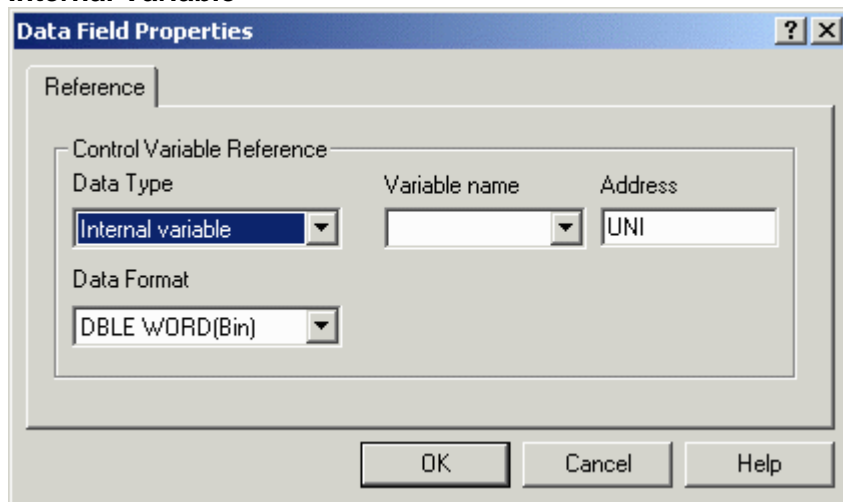 Data Field Properties
Reference
Control Variable Reference
Data Type Variable name Address
Internal variable UNI
Data Format
DBLE WORD(Bin)
OK Cancel Help